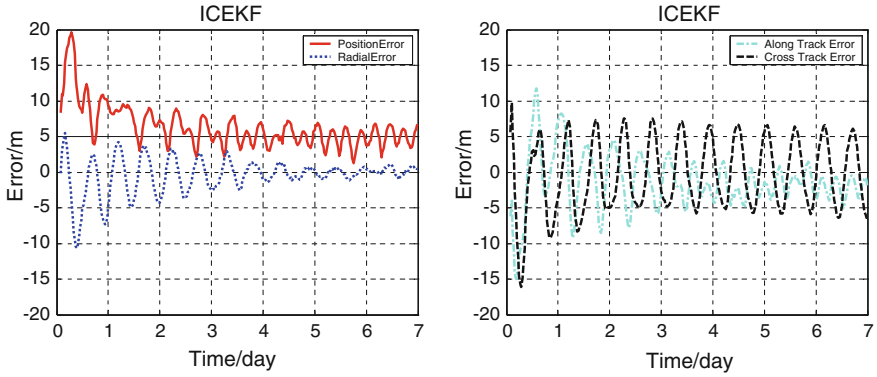 ICEKF
PositionError
RadialError
Error/m
20
15
10
5
0
-5
-10
-15
-20
0 1 2 3 4 5 6 7
Time/day
ICEKF
Along Track Error
Cross Track Error
Error/m
20
15
10
5
0
-5
-10
-15
-20
0 1 2 3 4 5 6 7
Time/day